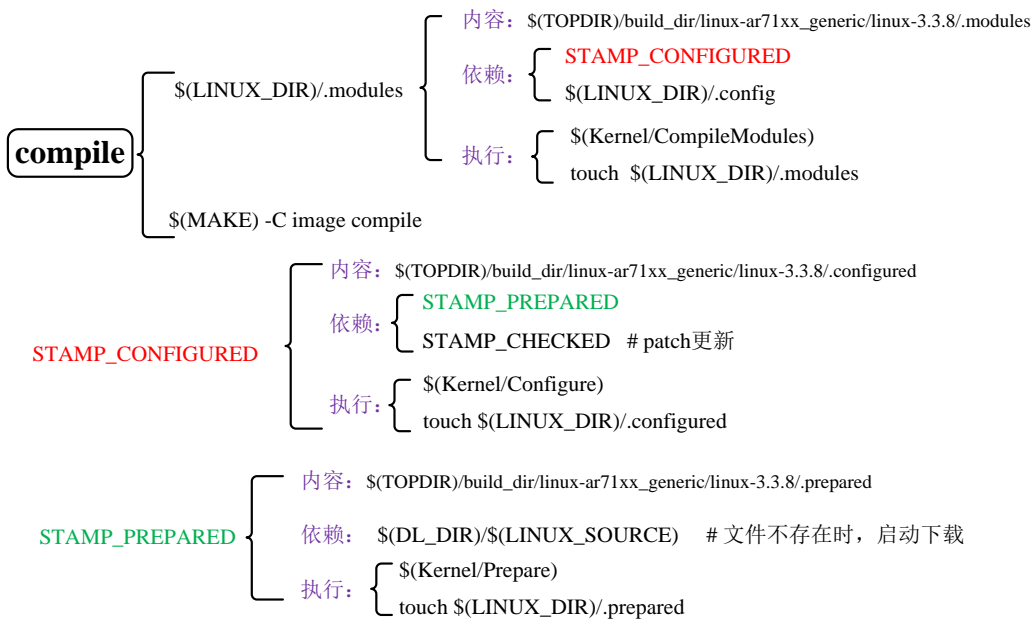 内容：$(TOPDIR)/build_dir/linux-ar71xx_generic/linux-3.3.8/.modules
STAMP_CONFIGURED
依赖：
$(LINUX_DIR)/.modules
$(LINUX_DIR)/.config
$(Kernel/CompileModules)
compile
执行：
touch $(LINUX_DIR)/.modules
$(MAKE) -C image compile
内容：$(TOPDIR)/build_dir/linux-ar71xx_generic/linux-3.3.8/.configured
STAMP_PREPARED
依赖：
STAMP_CHECKED # patch更新
STAMP_CONFIGURED
$(Kernel/Configure)
执行：
touch $(LINUX_DIR)/.configured
内容：$(TOPDIR)/build_dir/linux-ar71xx_generic/linux-3.3.8/.prepared
STAMP_PREPARED
依赖：$(DL_DIR)/$(LINUX_SOURCE) # 文件不存在时，启动下载
$(Kernel/Prepare)
执行：
touch $(LINUX_DIR)/.prepared